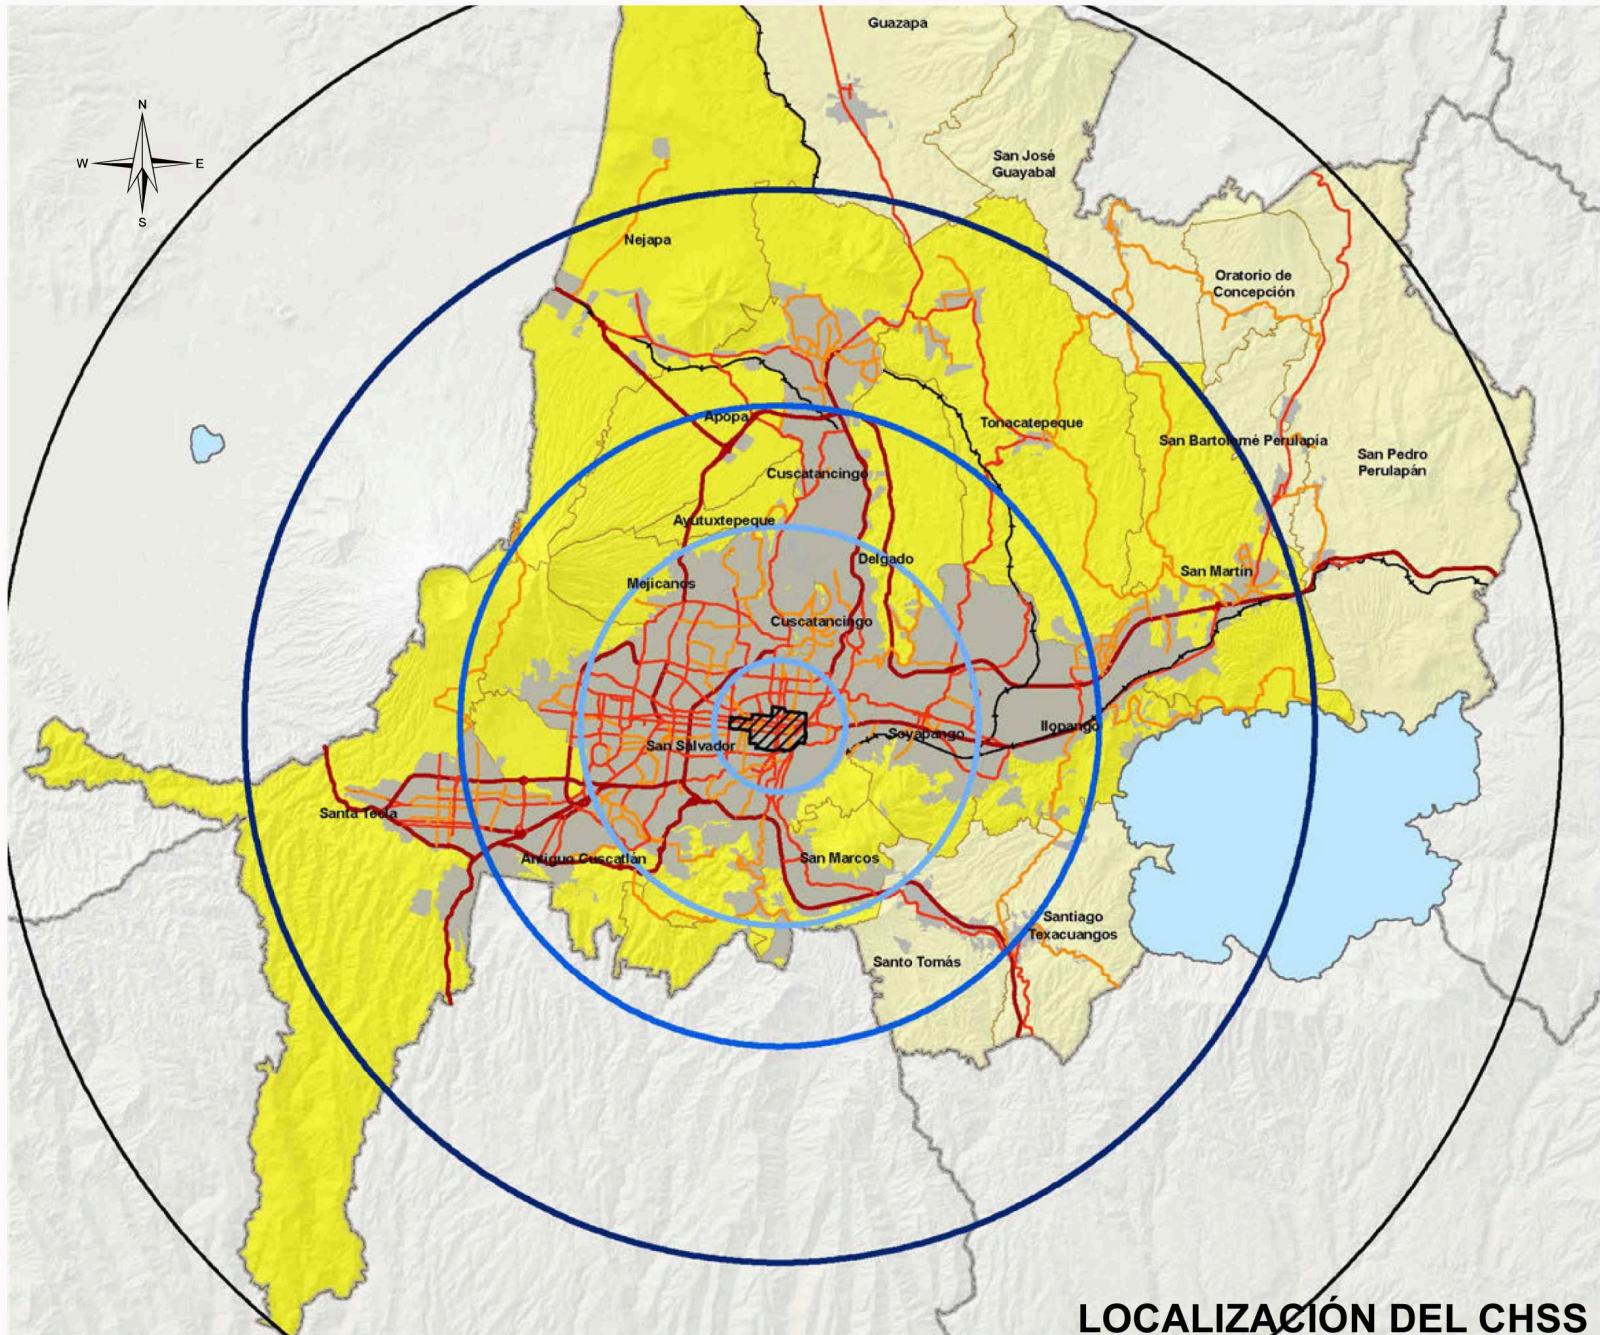 Guazapa
N
W
E
S
San José
Guayabal
Nejapa
Oratorio de
Concepción
Apopa
Tonacatepeque
San Bartolomé Perulapía
San Pedro
Perulapán
Cuscatancingo
Ayutuxtepeque
Delgado
San Martín
Mejicanos
Cuscatancingo
San Salvador
Soyapango
Ilopango
Santa Tecla
Antiguo Cuscatlán
San Marcos
Santiago
Texacuangos
Santo Tomás
LOCALIZACIÓN DEL CHSS